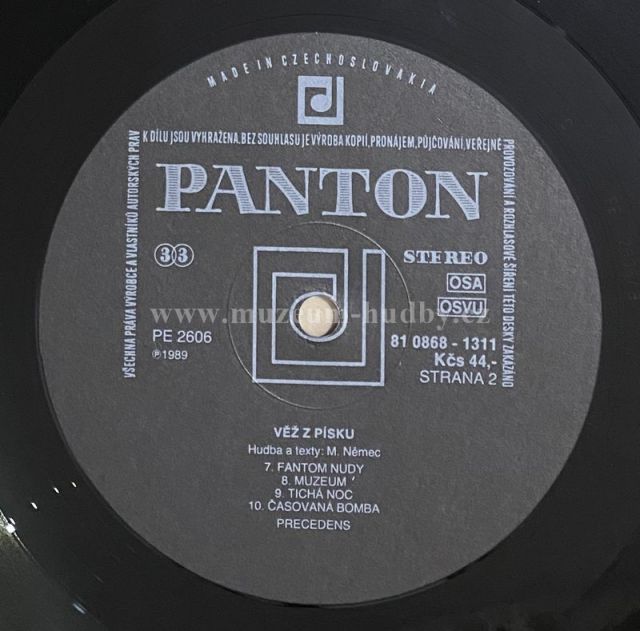 MADE IN CZECHOSLOVAKIA
VŠECHNA PRÁVA VÝROBCE A VLASTNÍKŮ AUTORSKÝCH PRÁV
K DÍLU JSOU VYHRAŽENA. BEZ SOUHLASU JE VÝROBA KOPIÍ, PRONÁJEM, PŮJČOVÁNÍ, VEŘEJNÉ
PROVOZOVÁNÍ A ROZHLASOVÉ ŠÍŘENÍ TÉTO DESKY ZAKÁZÁNO
PANTON
33
STEREO
OSA
OSVU
www.muzeum-hudby.cz
PE 2606
℗1989
81 0868 - 1311
Kčs 44,-
STRANA 2
VĚŽ Z PÍSKU
Hudba a texty: M. Němec
7. FANTOM NUDY
8. MUZEUM
9. TICHÁ NOC
10. ČASOVANÁ BOMBA
PRECEDENS